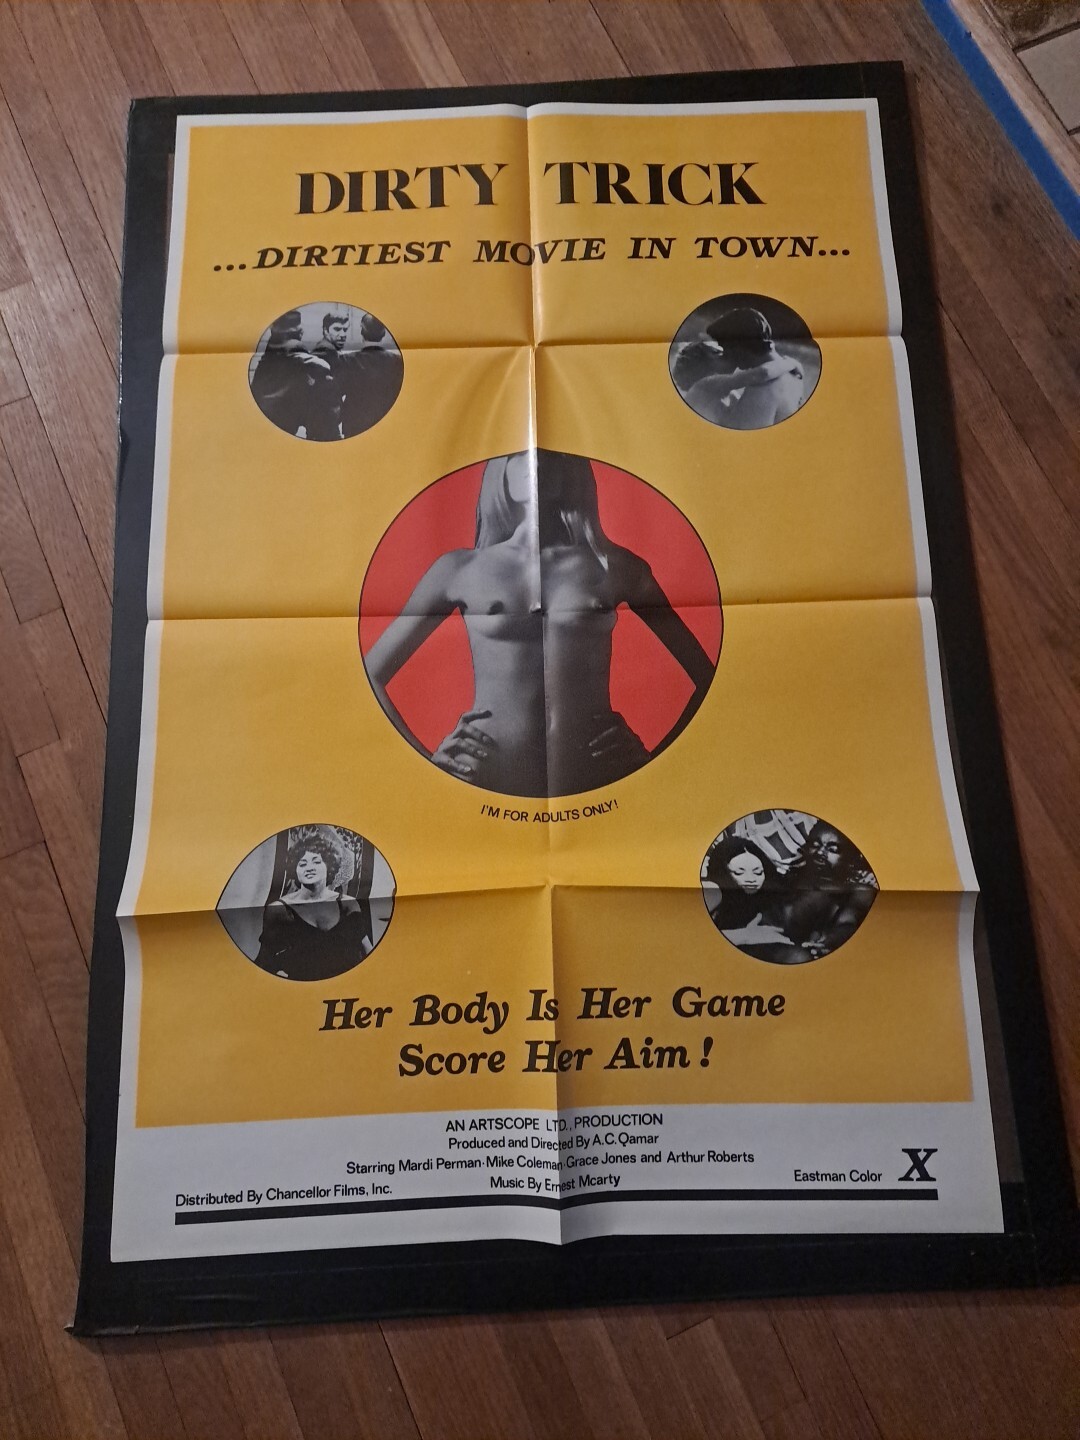 DIRTY TRICK
...DIRTIEST MOVIE IN TOWN...
I'M FOR ADULTS ONLY!
Her Body Is Her Game
Score Her Aim!
AN ARTSCOPE LTD., PRODUCTION
Produced and Directed By A.C. Qamar
Starring Mardi Perman · Mike Coleman · Grace Jones and Arthur Roberts
Music By Ernest Mcarty
Distributed By Chancellor Films, Inc.
Eastman Color X